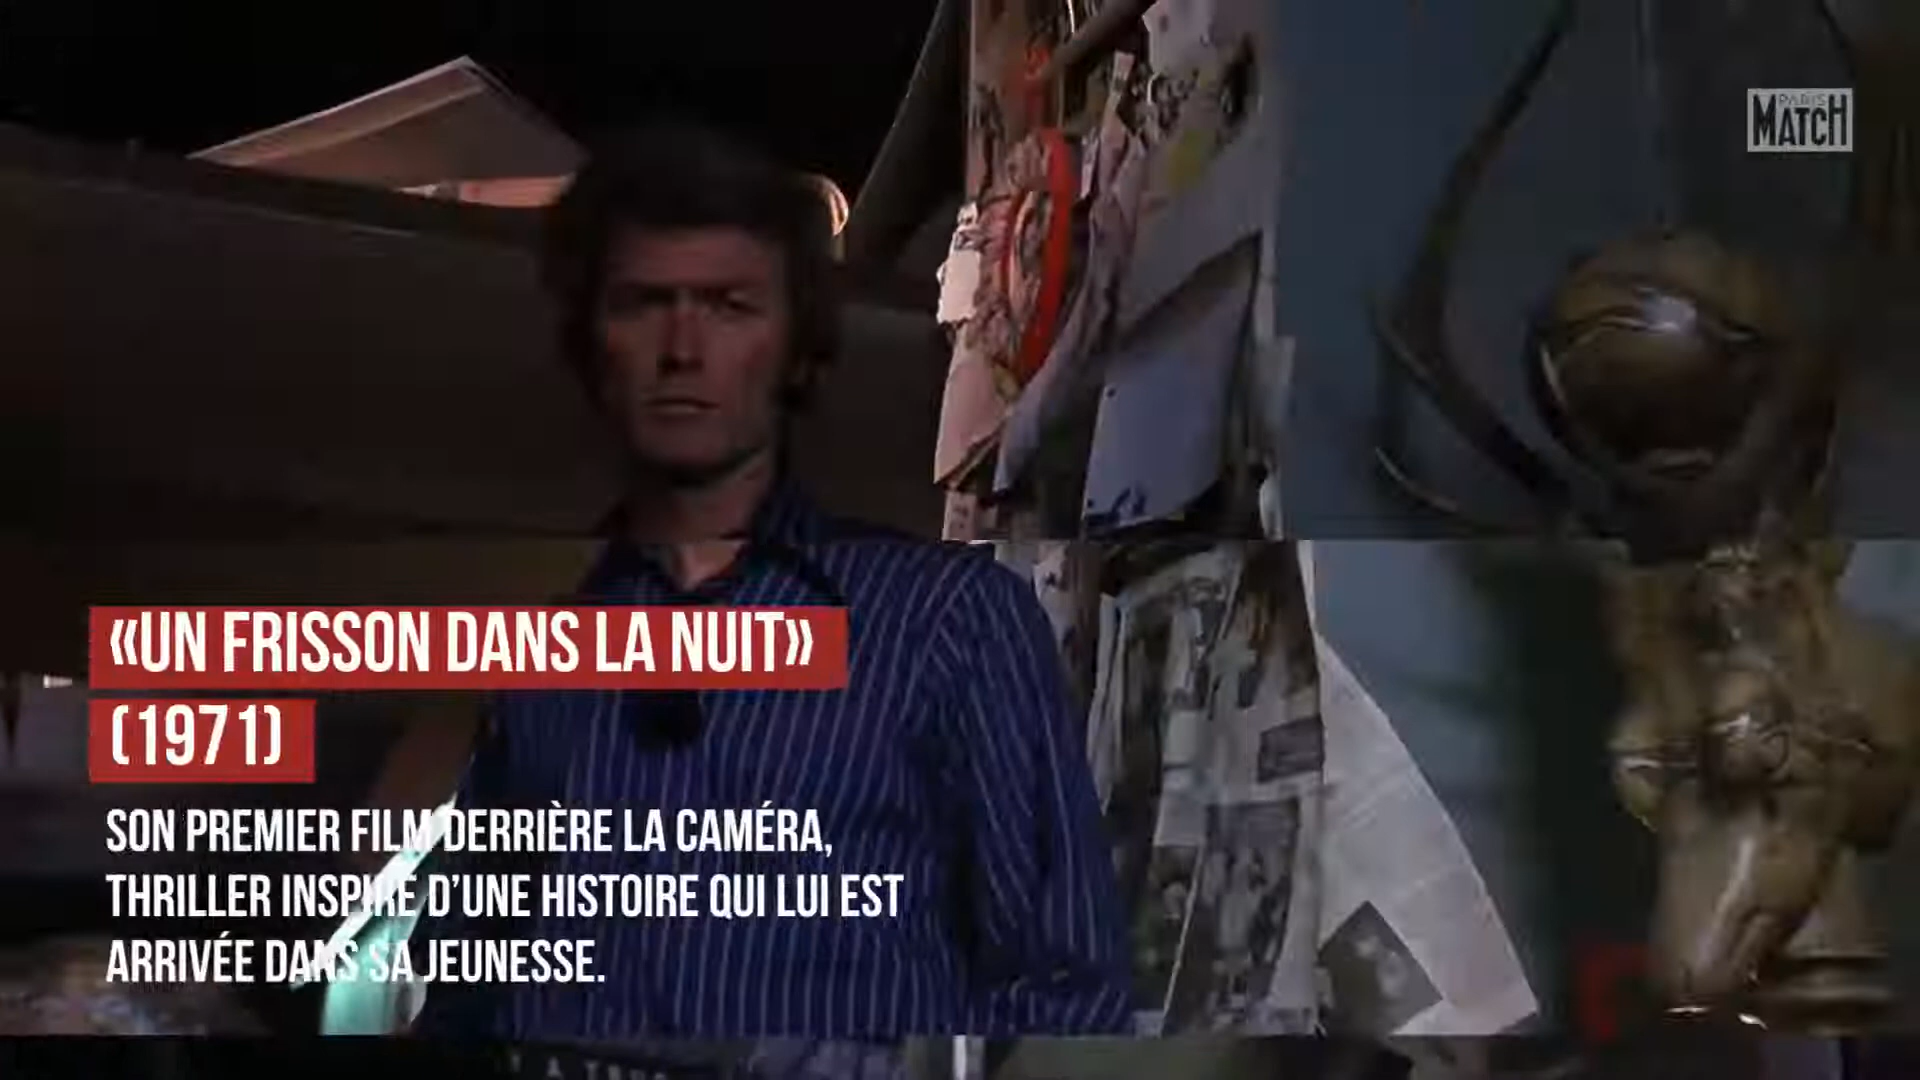 PARIS
MATCH
«UN FRISSON DANS LA NUIT»
(1971)
SON PREMIER FILM DERRIÈRE LA CAMÉRA,
THRILLER INSPIRÉ D’UNE HISTOIRE QUI LUI EST
ARRIVÉE DANS SA JEUNESSE.